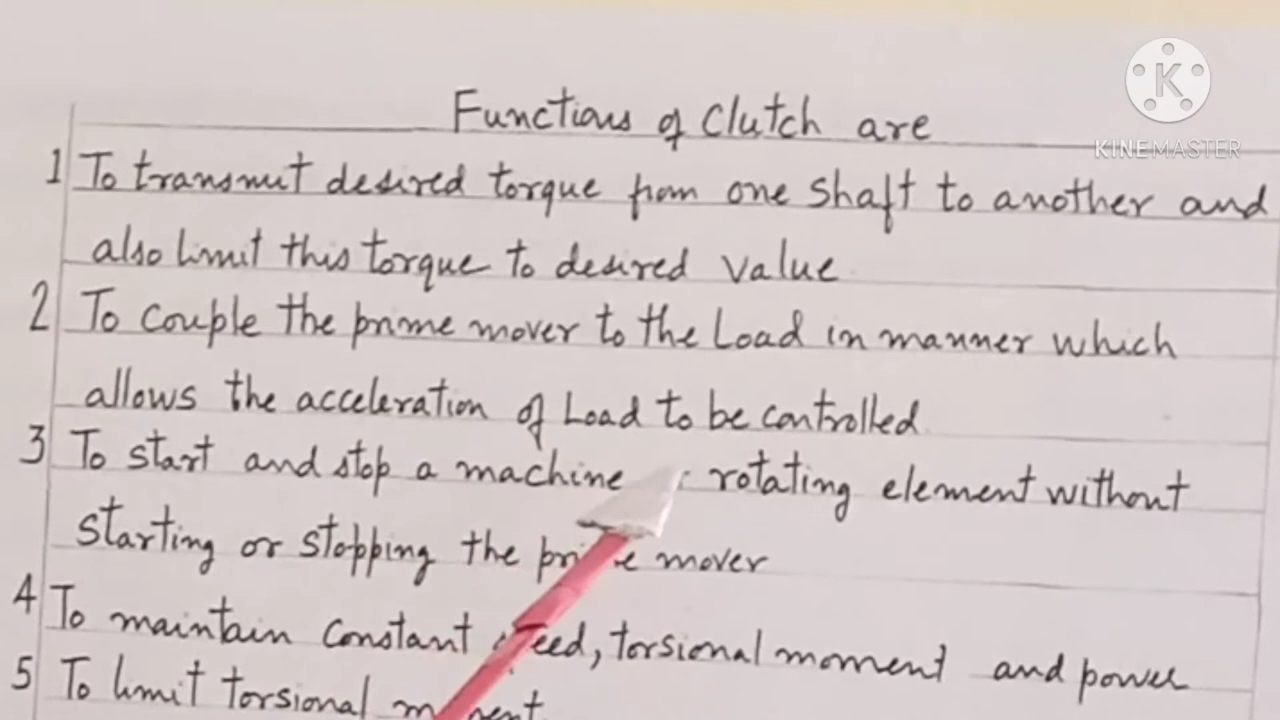 KINEMASTER
Functions of Clutch are
1 To transmit desired torque from one shaft to another and
also limit this torque to desired value
2 To couple the prime mover to the Load in manner which
allows the acceleration of Load to be controlled
3 To start and stop a machine rotating element without
starting or stopping the mover
4 To maintain constant torsional moment and power
5 To limit torsional